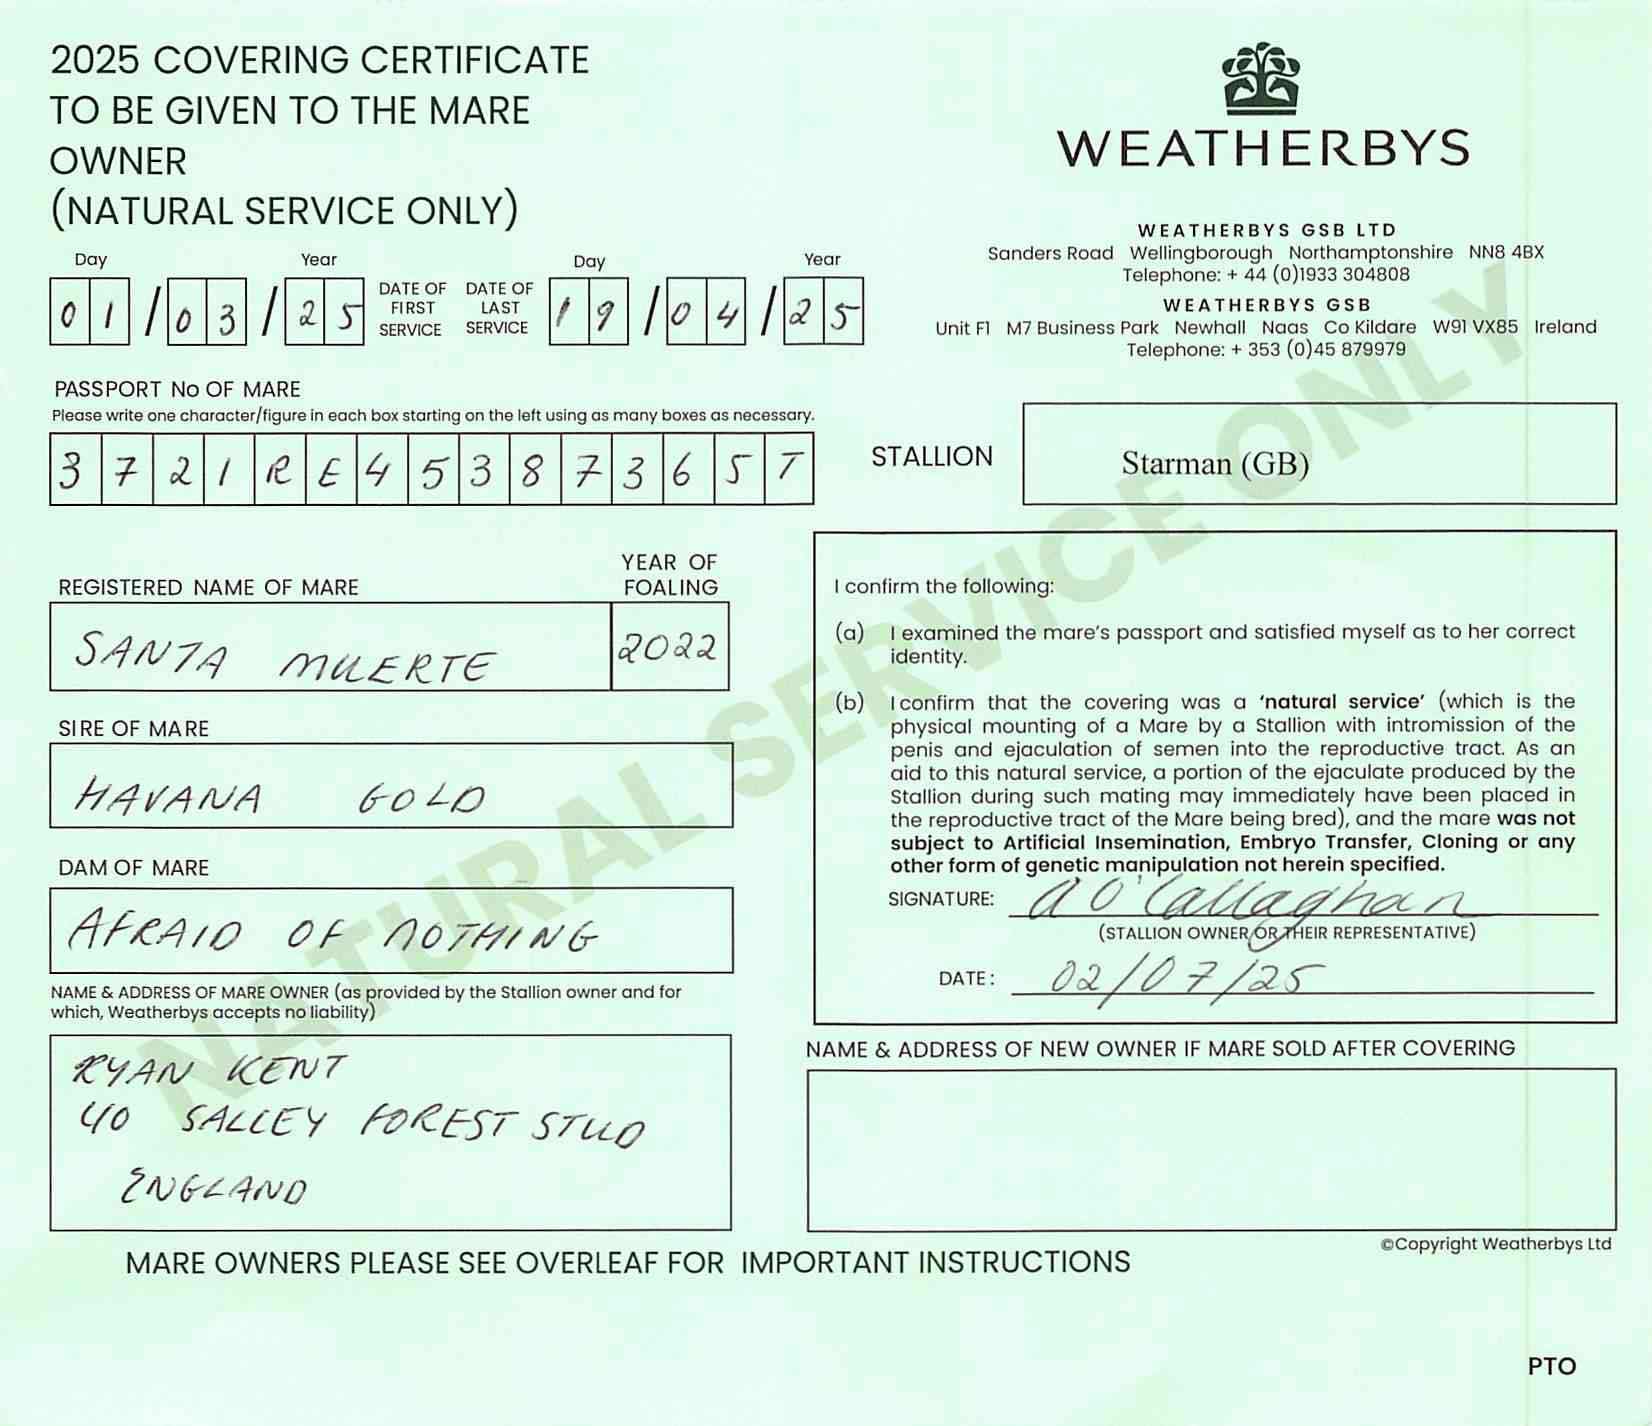 2025 COVERING CERTIFICATE
TO BE GIVEN TO THE MARE
OWNER
(NATURAL SERVICE ONLY)
WEATHERBYS
WEATHERBYS GSB LTD
Sanders Road Wellingborough Northamptonshire NN8 4BX
Telephone: + 44 (0)1933 304808
WEATHERBYS GSB
Unit F1 M7 Business Park Newhall Naas Co Kildare W91 VX85 Ireland
Telephone: + 353 (0)45 879979
Day Year Day Year
01/03/25 DATE OF FIRST SERVICE DATE OF LAST SERVICE 19/04/25
PASSPORT No OF MARE
Please write one character/figure in each box starting on the left using as many boxes as necessary.
3721RE45387365T
STALLION Starman (GB)
REGISTERED NAME OF MARE YEAR OF FOALING
SANTA MUERTE 2022
SIRE OF MARE
HAVANA GOLD
DAM OF MARE
AFRAID OF NOTHING
NAME & ADDRESS OF MARE OWNER (as provided by the Stallion owner and for
which, Weatherbys accepts no liability)
RYAN KENT
40 SALLEY FOREST STUD
ENGLAND
I confirm the following:
(a) I examined the mare's passport and satisfied myself as to her correct
identity.
(b) I confirm that the covering was a 'natural service' (which is the
physical mounting of a Mare by a Stallion with intromission of the
penis and ejaculation of semen into the reproductive tract. As an
aid to this natural service, a portion of the ejaculate produced by the
Stallion during such mating may immediately have been placed in
the reproductive tract of the Mare being bred), and the mare was not
subject to Artificial Insemination, Embryo Transfer, Cloning or any
other form of genetic manipulation not herein specified.
SIGNATURE: A O'Callaghan
(STALLION OWNER OR THEIR REPRESENTATIVE)
DATE: 02/07/25
NAME & ADDRESS OF NEW OWNER IF MARE SOLD AFTER COVERING
©Copyright Weatherbys Ltd
MARE OWNERS PLEASE SEE OVERLEAF FOR IMPORTANT INSTRUCTIONS
PTO
NATURAL SERVICE ONLY